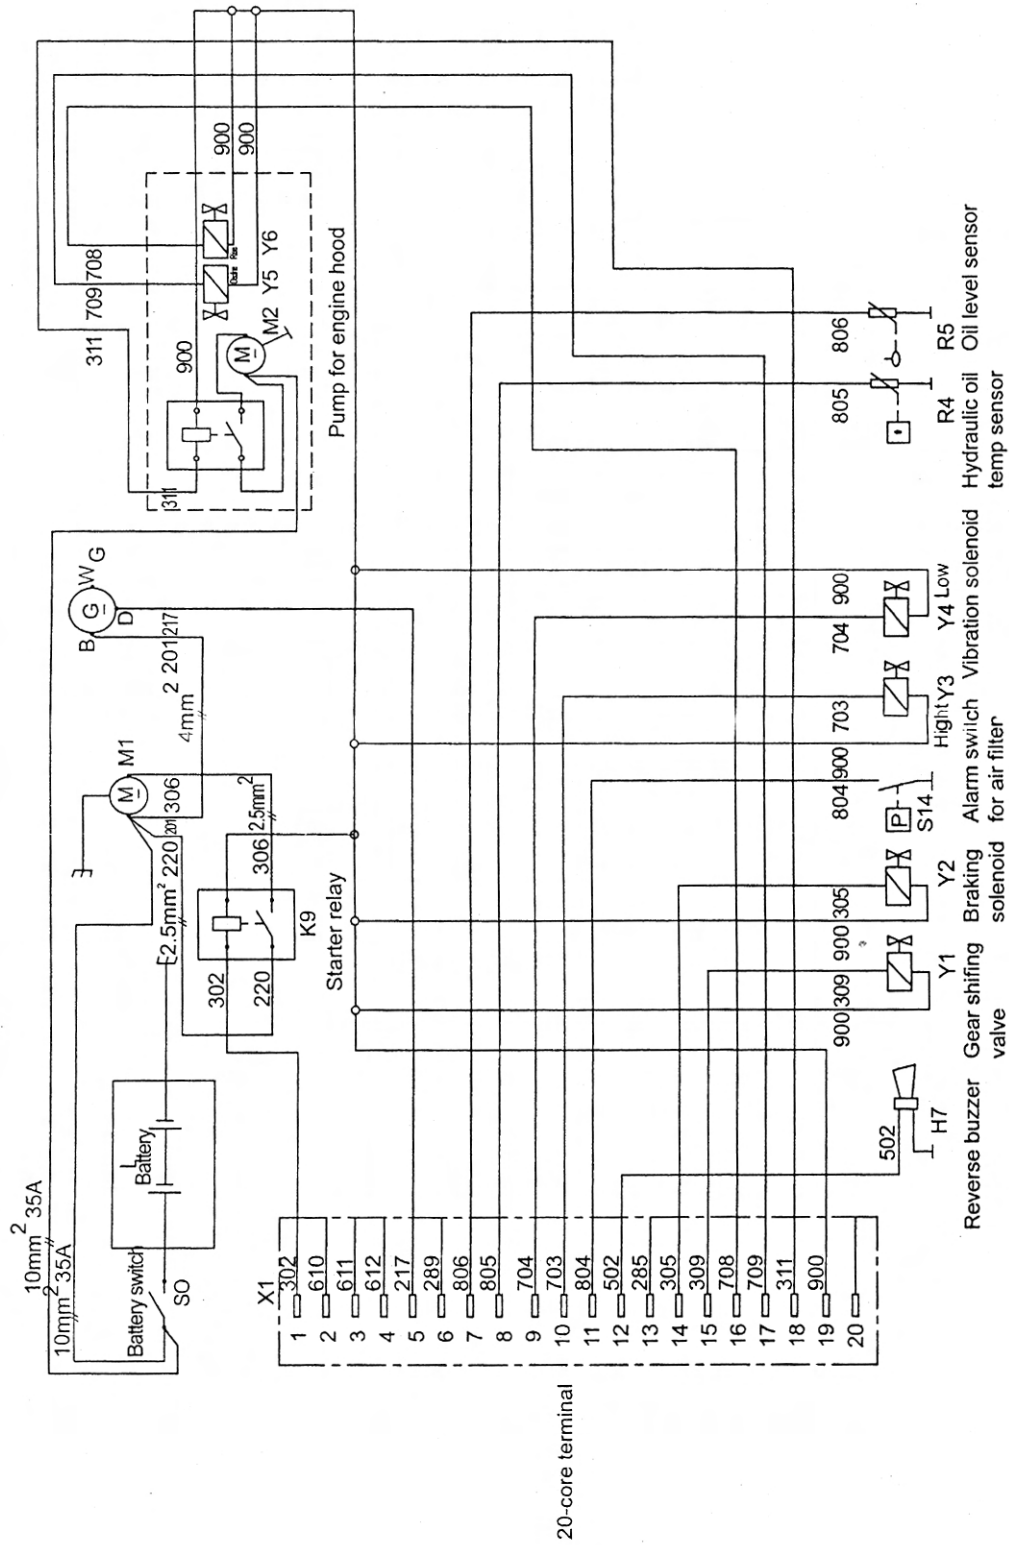 10mm² 35A
10mm² 35A
Battery switch
SO
Battery
2.5mm²
220
201
306
M
M1
4mm²
201
217
B
G
D
W
G
311
709
708
311
900
M
M2
Y5
Y6
900
900
Pump for engine hood
302
220
306
2.5mm²
K9
Starter relay
X1
20-core terminal
1 302
2 610
3 611
4 612
5 217
6 289
7 806
8 805
9 704
10 703
11 804
12 502
13 285
14 305
15 309
16 708
17 709
18 311
19 900
20
502
H7
Reverse buzzer
900
309
Y1
Gear shifing
valve
900
305
Y2
Braking
solenoid
804
P
S14
Alarm switch
for air filter
900
703
Hight
Y3
704
900
Y4
Low
Vibration solenoid
805
R4
Hydraulic oil
temp sensor
806
R5
Oil level sensor